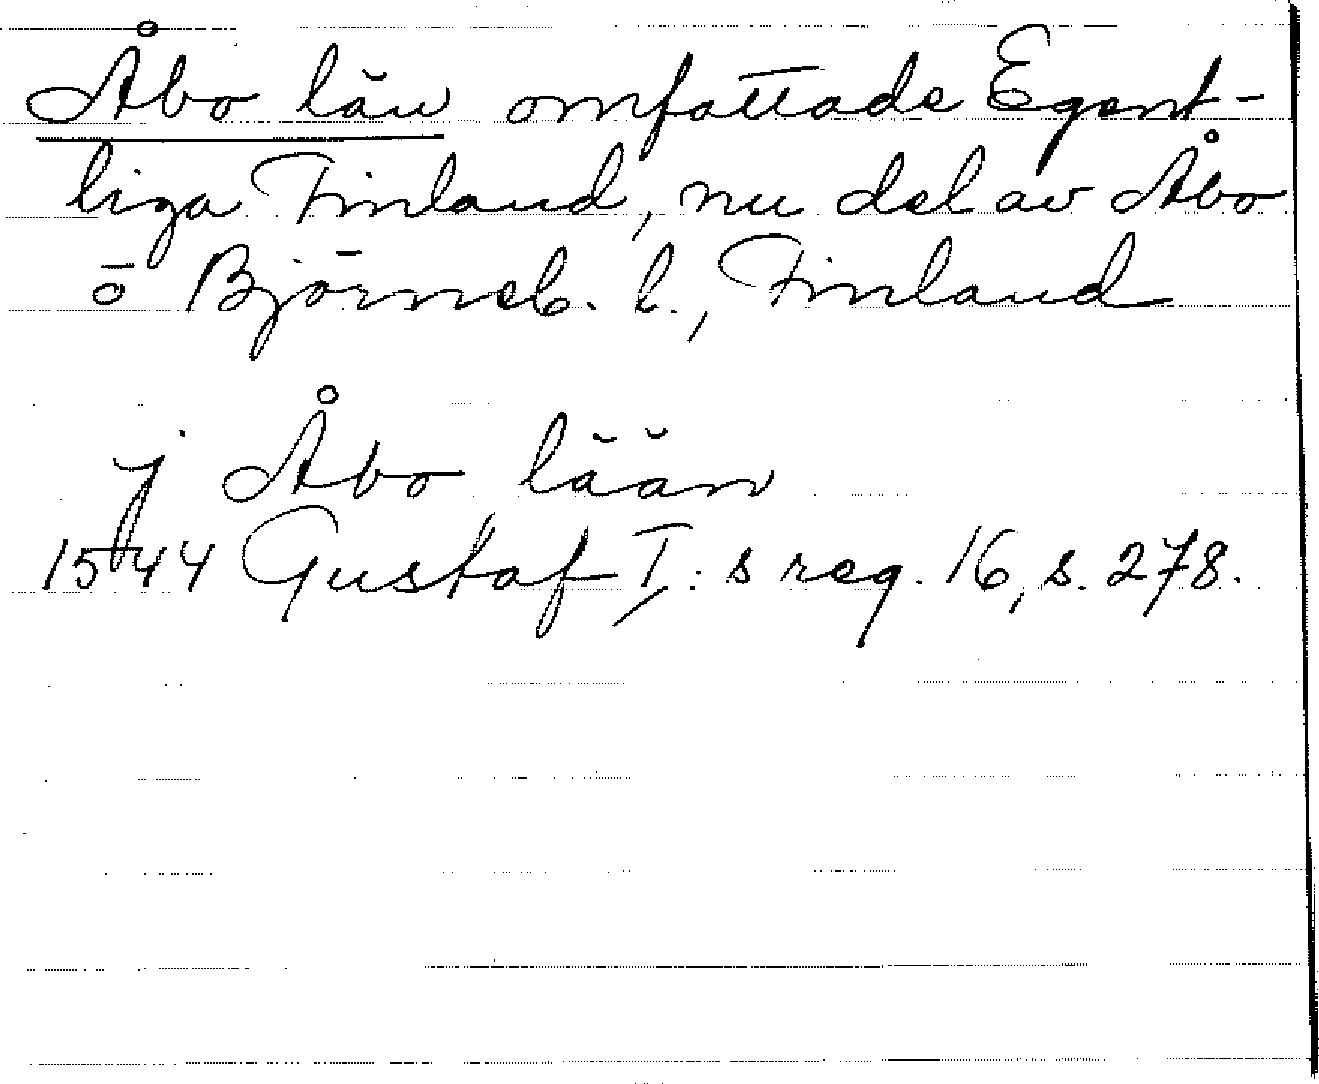 Åbo län omfattade Egent-
liga Finland, nu del av Åbo
o Björneb. l., Finland
j Åbo lään
1544 Gustaf I:s reg. 16, s. 278.